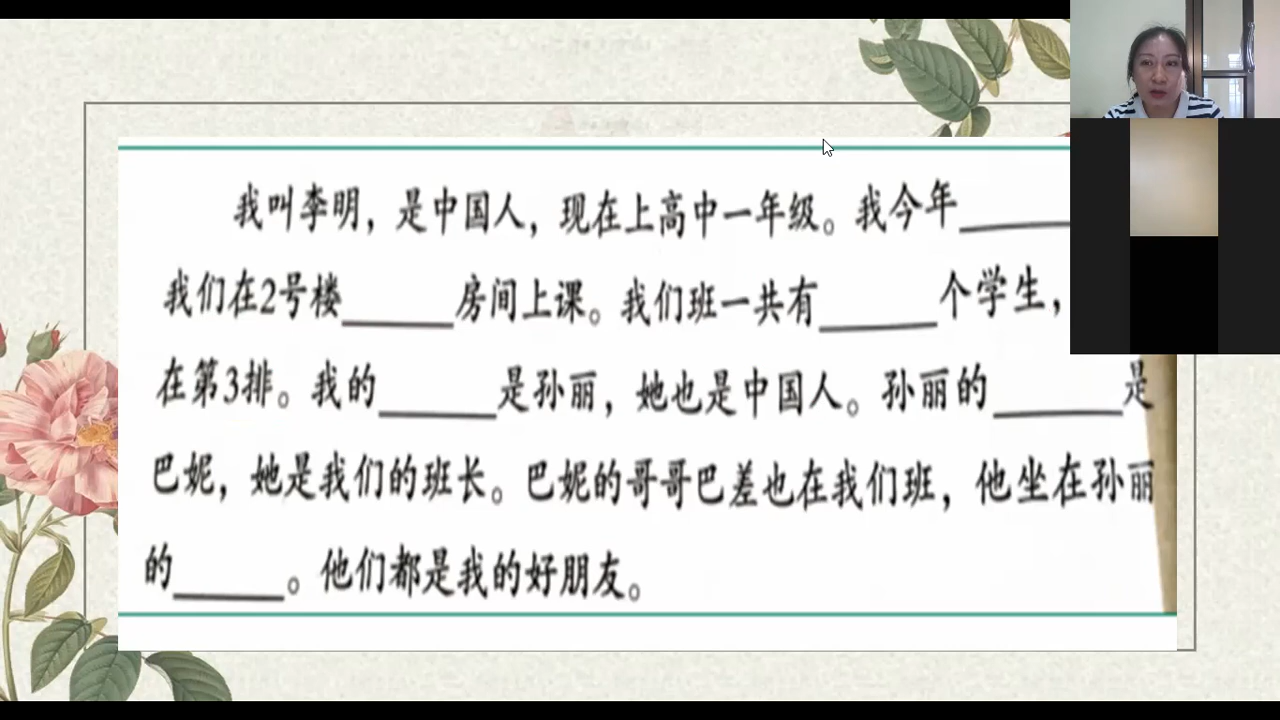 我叫李明，是中国人，现在上高中一年级。我今年______
我们在2号�______房间上课。我们班一共有______个学生，
在第3排。我的______是孙丽，她也是中国人。孙丽的______是
巴妮，她是我们的班长。巴妮的哥哥巴差也在我们班，他坐在孙丽
的______。他们都是我的好朋友。